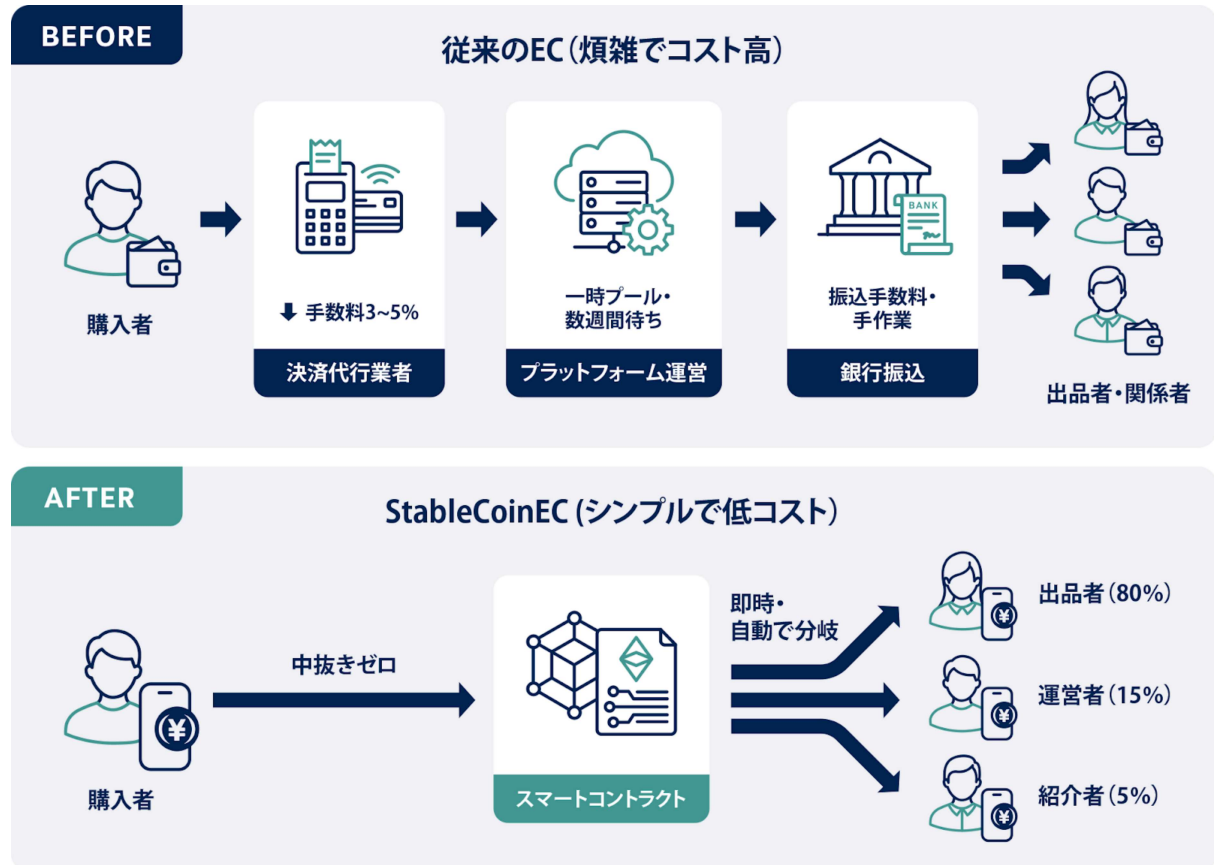 BEFORE
従来のEC（煩雑でコスト高）
購入者
手数料3~5%
決済代行業者
一時プール・
数週間待ち
プラットフォーム運営
BANK
振込手数料・
手作業
銀行振込
出品者・関係者
AFTER
StableCoinEC (シンプルで低コスト)
購入者
中抜きゼロ
スマートコントラクト
即時・
自動で分岐
出品者（80%）
運営者（15%）
紹介者（5%）
¥
¥
¥
¥